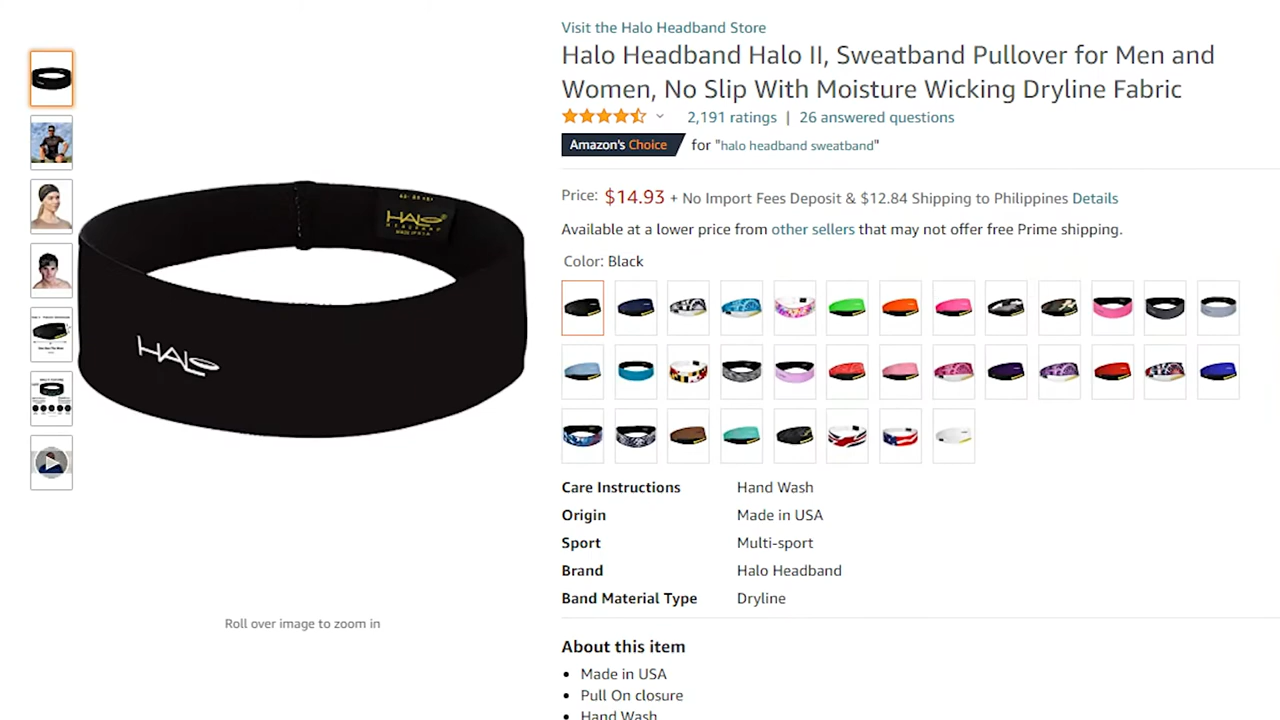 Visit the Halo Headband Store
Halo Headband Halo II, Sweatband Pullover for Men and
Women, No Slip With Moisture Wicking Dryline Fabric
2,191 ratings | 26 answered questions
Amazon's Choice for "halo headband sweatband"
Price: $14.93 + No Import Fees Deposit & $12.84 Shipping to Philippines Details
Available at a lower price from other sellers that may not offer free Prime shipping.
Color: Black
HALO
HEADBAND
MADE IN USA
HALO
Care Instructions Hand Wash
Origin Made in USA
Sport Multi-sport
Brand Halo Headband
Band Material Type Dryline
Roll over image to zoom in
About this item
• Made in USA
• Pull On closure
• Hand Wash